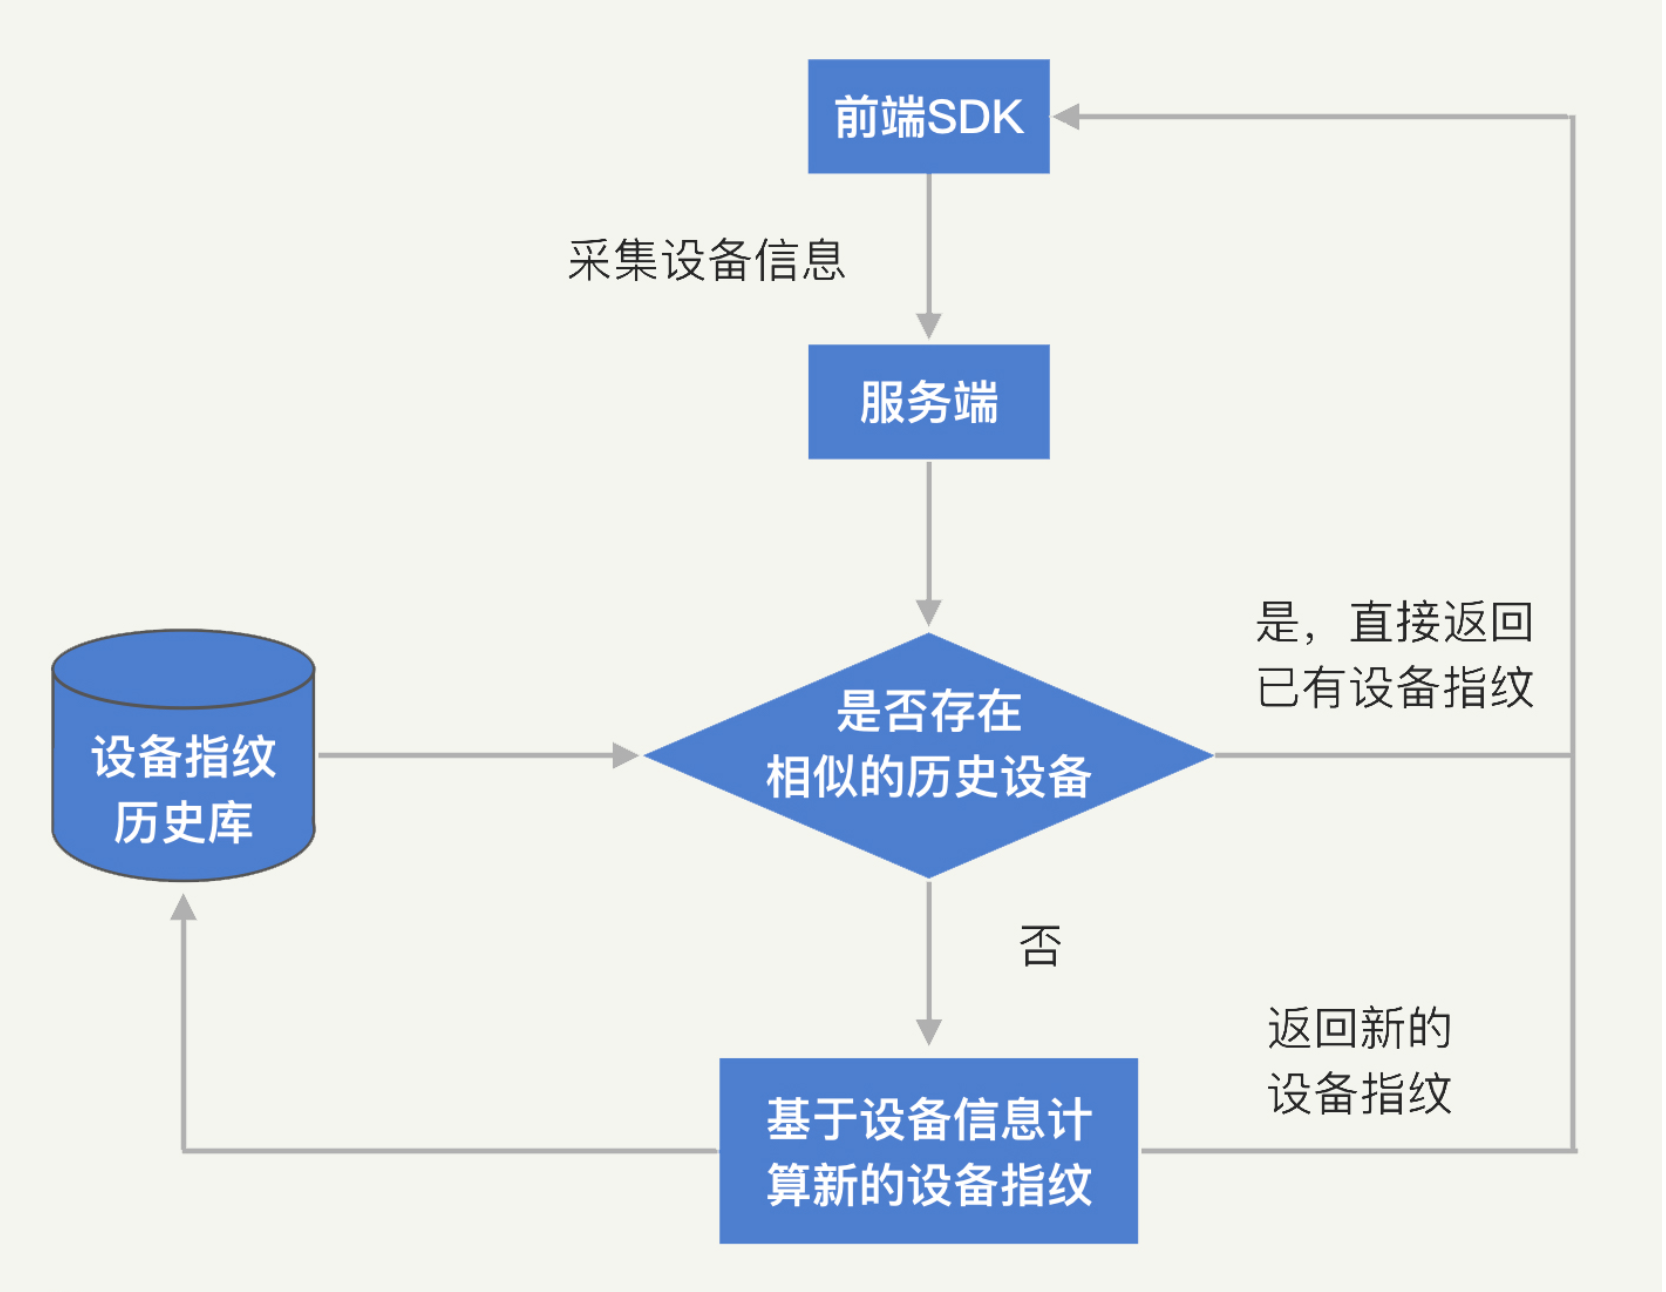 前端SDK
采集设备信息
服务端
是，直接返回
已有设备指纹
是否存在
相似的历史设备
设备指纹
历史库
否
返回新的
设备指纹
基于设备信息计
算新的设备指纹